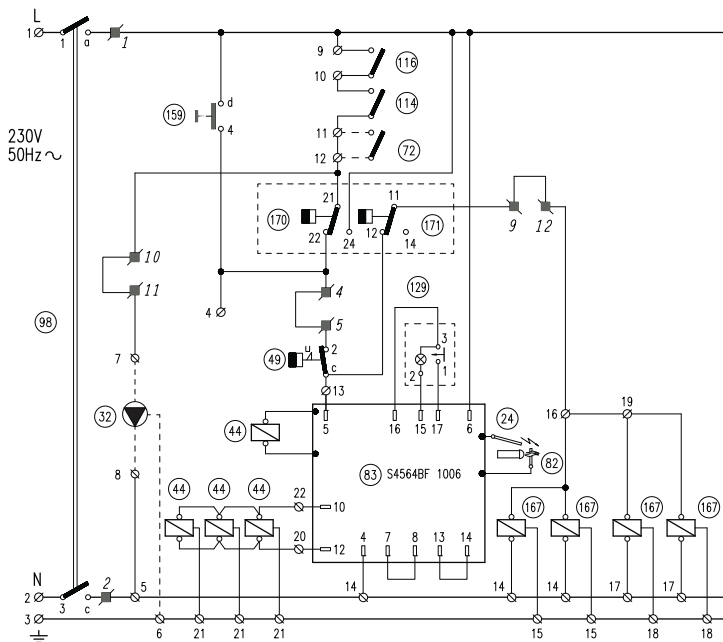 L
1 1 a 1
9
116
10
d
159
114
4
230V
50Hz
11
72
12
21 11
170 171
22 24 12 14
9 12
10
4 129
11
4
5
98
7
u 2 3
49
c 2 1
13
32
44 5 16 15 17 6 24
16 19
83 S4564BF 1006 82
8
44 44 44 22 10 167 167 167 167
20 12 4 7 8 13 14
N
2 3 c 2 5 14 14 14 17 17
3
6 21 21 21 15 15 18 18